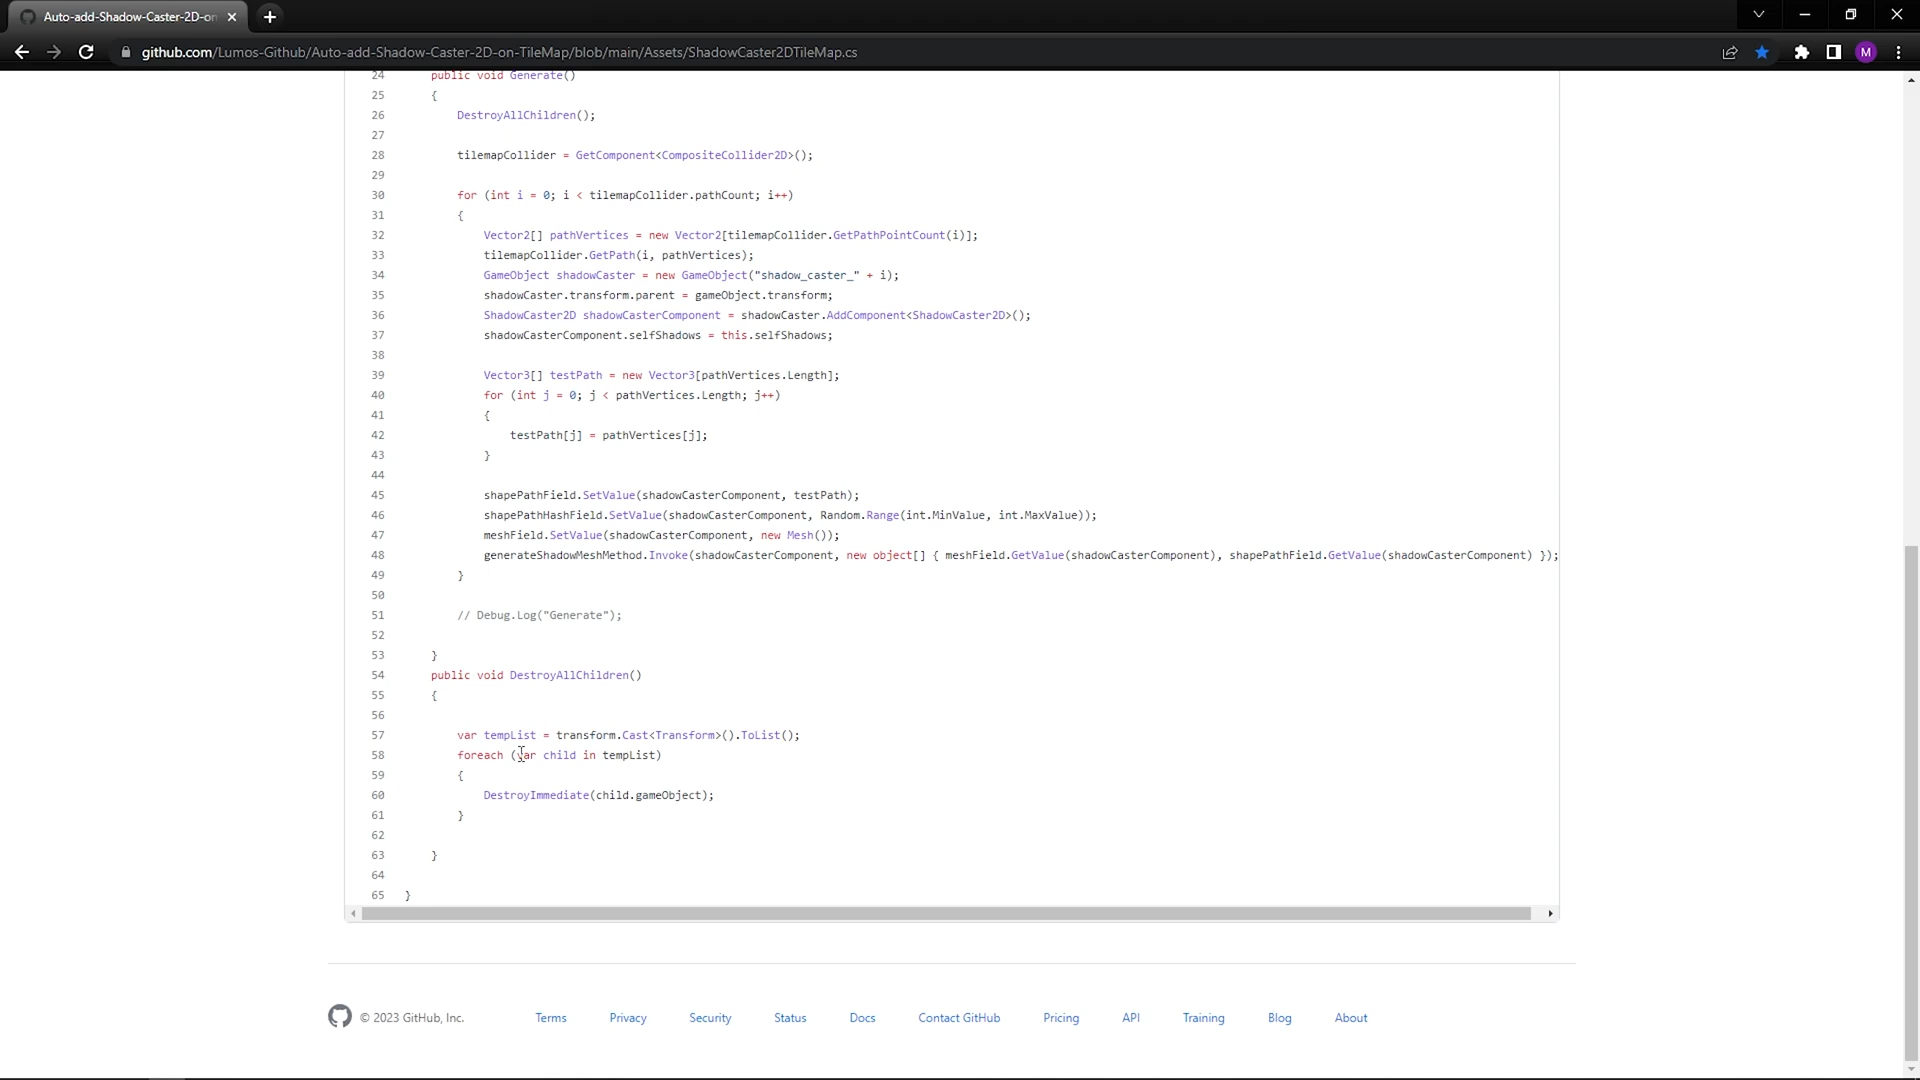 Auto-add-Shadow-Caster-2D-on
github.com/Lumos-Github/Auto-add-Shadow-Caster-2D-on-TileMap/blob/main/Assets/ShadowCaster2DTileMap.cs
M
24 public void Generate()
25 {
26 DestroyAllChildren();
27
28 tilemapCollider = GetComponent<CompositeCollider2D>();
29
30 for (int i = 0; i < tilemapCollider.pathCount; i++)
31 {
32 Vector2[] pathVertices = new Vector2[tilemapCollider.GetPathPointCount(i)];
33 tilemapCollider.GetPath(i, pathVertices);
34 GameObject shadowCaster = new GameObject("shadow_caster_" + i);
35 shadowCaster.transform.parent = gameObject.transform;
36 ShadowCaster2D shadowCasterComponent = shadowCaster.AddComponent<ShadowCaster2D>();
37 shadowCasterComponent.selfShadows = this.selfShadows;
38
39 Vector3[] testPath = new Vector3[pathVertices.Length];
40 for (int j = 0; j < pathVertices.Length; j++)
41 {
42 testPath[j] = pathVertices[j];
43 }
44
45 shapePathField.SetValue(shadowCasterComponent, testPath);
46 shapePathHashField.SetValue(shadowCasterComponent, Random.Range(int.MinValue, int.MaxValue));
47 meshField.SetValue(shadowCasterComponent, new Mesh());
48 generateShadowMeshMethod.Invoke(shadowCasterComponent, new object[] { meshField.GetValue(shadowCasterComponent), shapePathField.GetValue(shadowCasterComponent) });
49 }
50
51 // Debug.Log("Generate");
52
53 }
54 public void DestroyAllChildren()
55 {
56
57 var tempList = transform.Cast<Transform>().ToList();
58 foreach (var child in tempList)
59 {
60 DestroyImmediate(child.gameObject);
61 }
62
63 }
64
65 }
© 2023 GitHub, Inc. Terms Privacy Security Status Docs Contact GitHub Pricing API Training Blog About